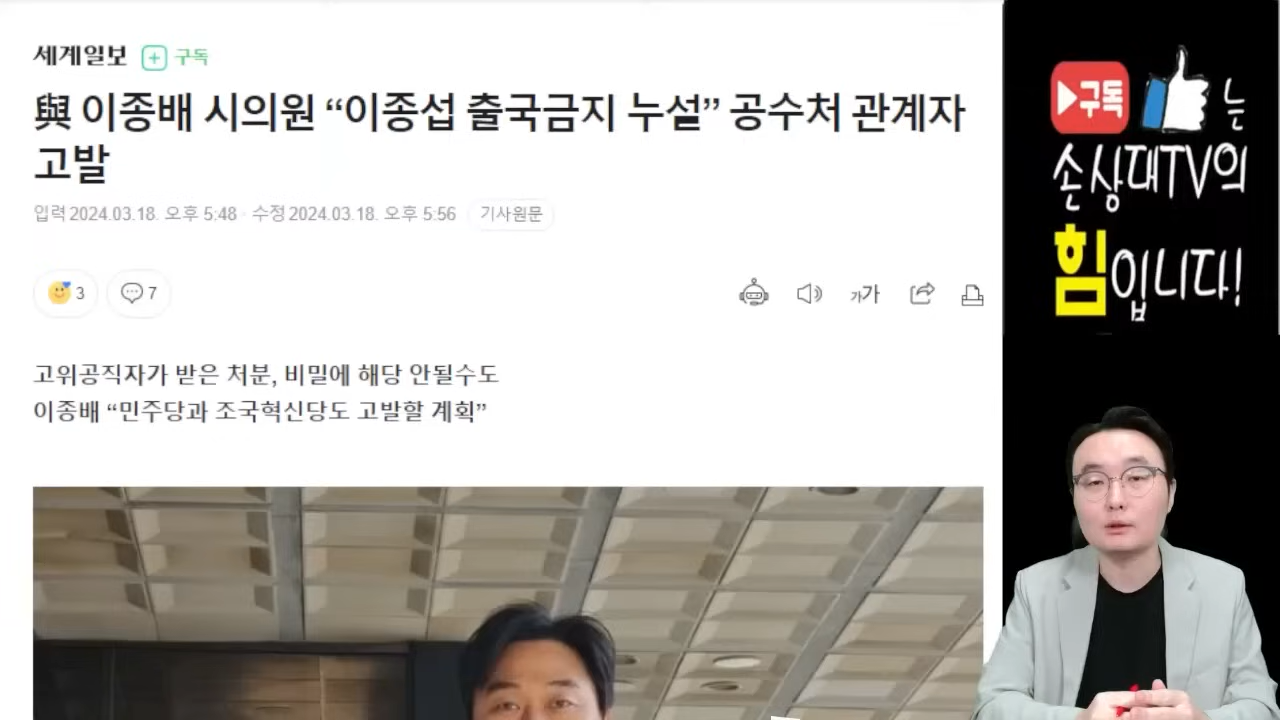 세계일보 구독
與 이종배 시의원 “이종섭 출국금지 누설” 공수처 관계자
고발
입력 2024.03.18. 오후 5:48 · 수정 2024.03.18. 오후 5:56 기사원문
3 7
가가
고위공직자가 받은 처분, 비밀에 해당 안될수도
이종배 “민주당과 조국혁신당도 고발할 계획”
구독 는
손상대TV의
힘입니다!